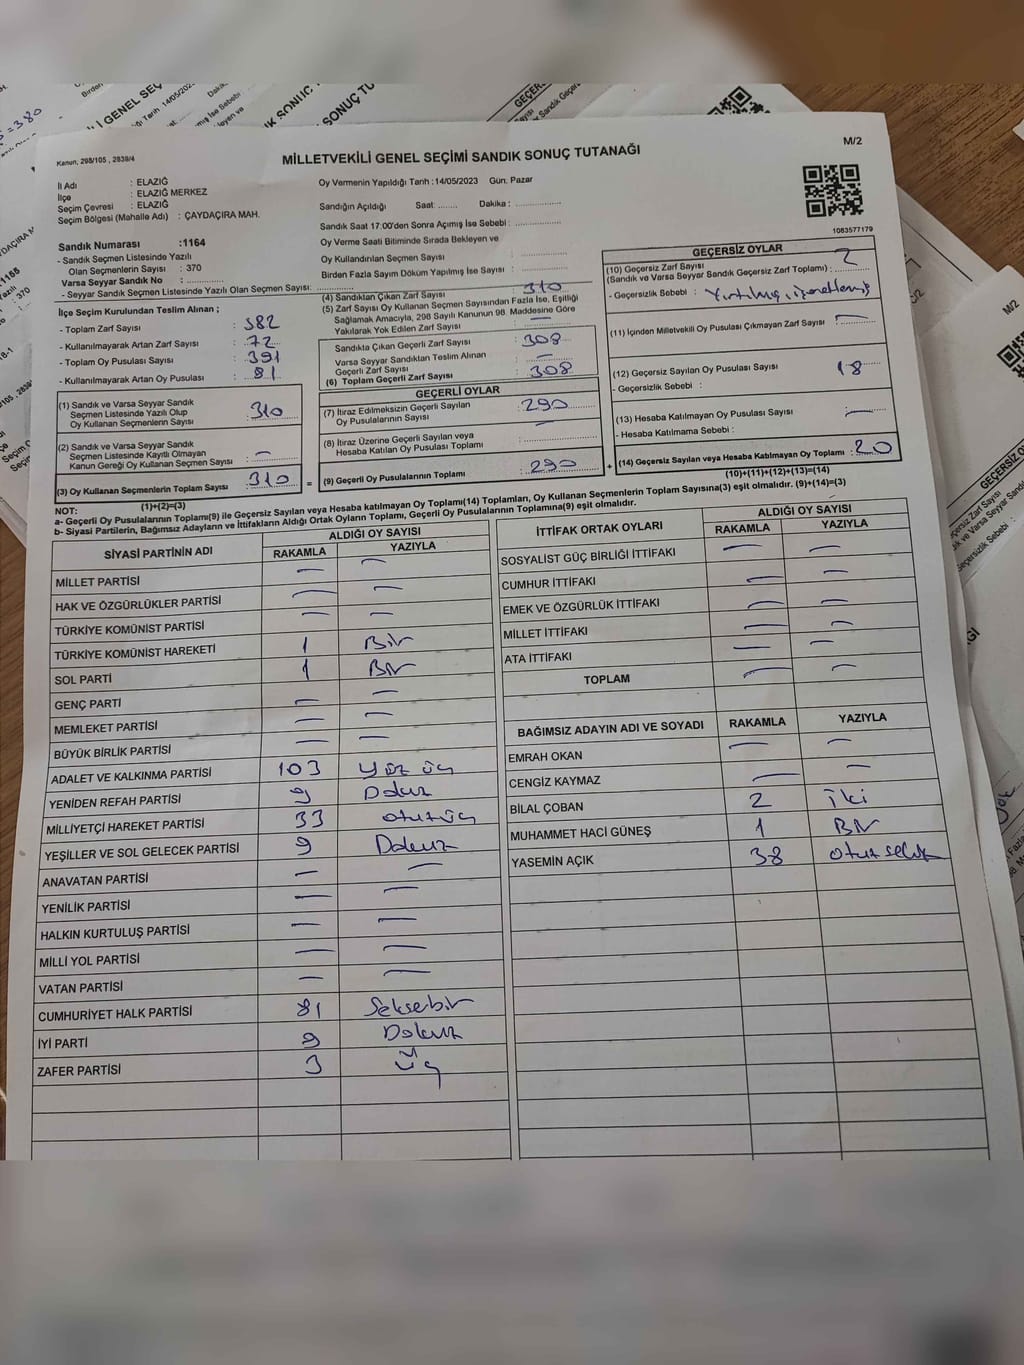 M/2
Kanun, 298/105 , 2839/4
MİLLETVEKİLİ GENEL SEÇİMİ SANDIK SONUÇ TUTANAĞI
İl Adı : ELAZIĞ
İlçe : ELAZIĞ MERKEZ
Seçim Çevresi : ELAZIĞ
Seçim Bölgesi (Mahalle Adı) : ÇAYDAÇIRA MAH.
Sandık Numarası :1164
- Sandık Seçmen Listesinde Yazılı
Olan Seçmenlerin Sayısı : 370
Varsa Seyyar Sandık No : ..............
- Seyyar Sandık Seçmen Listesinde Yazılı Olan Seçmen Sayısı: ..............
Oy Vermenin Yapıldığı Tarih :14/05/2023 Gün. Pazar
Sandığın Açıldığı Saat: ........ Dakika: ..............
Sandık Saat 17:00'den Sonra Açımış İse Sebebi : ..............
Oy Verme Saati Bitiminde Sırada Bekleyen ve
Oy Kullandırılan Seçmen Sayısı : ..............
Birden Fazla Sayım Döküm Yapılmış İse Sayısı : ..............
1083577179
İlçe Seçim Kurulundan Teslim Alınan ;
- Toplam Zarf Sayısı : 382
- Kullanılmayarak Artan Zarf Sayısı : 72
- Toplam Oy Pusulası Sayısı : 391
- Kullanılmayarak Artan Oy Pusulası : 81
(1) Sandık ve Varsa Seyyar Sandık
Seçmen Listesinde Yazılı Olup
Oy Kullanan Seçmenlerin Sayısı : 310
(2) Sandık ve Varsa Seyyar Sandık
Seçmen Listesinde Kayıtlı Olmayan
Kanun Gereği Oy Kullanan Seçmen Sayısı : —
(3) Oy Kullanan Seçmenlerin Toplam Sayısı : 310
(1)+(2)=(3)
(4) Sandıktan Çıkan Zarf Sayısı : 310
(5) Zarf Sayısı Oy Kullanan Seçmen Sayısından Fazla İse, Eşitliği
Sağlamak Amacıyla, 298 Sayılı Kanunun 98. Maddesine Göre
Yakılarak Yok Edilen Zarf Sayısı : —
Sandıkta Çıkan Geçerli Zarf Sayısı : 308
Varsa Seyyar Sandıktan Teslim Alınan
Geçerli Zarf Sayısı : —
(6) Toplam Geçerli Zarf Sayısı : 308
=
GEÇERLİ OYLAR
(7) İtiraz Edilmeksizin Geçerli Sayılan
Oy Pusulasının Sayısı : 290
(8) İtiraz Üzerine Geçerli Sayılan veya
Hesaba Katılan Oy Pusulası Toplamı : —
(9) Geçerli Oy Pusulalarının Toplamı : 290
+
GEÇERSİZ OYLAR
(10) Geçersiz Zarf Sayısı
(Sandık ve Varsa Seyyar Sandık Geçersiz Zarf Toplamı) : 2
- Geçersizlik Sebebi : Yırtılmış, işaretlemiş
(11) İçinden Milletvekili Oy Pusulası Çıkmayan Zarf Sayısı : —
(12) Geçersiz Sayılan Oy Pusulası Sayısı : 18
- Geçersizlik Sebebi :
(13) Hesaba Katılmayan Oy Pusulası Sayısı : —
- Hesaba Katılmama Sebebi :
(14) Geçersiz Sayılan veya Hesaba Katılmayan Oy Toplamı : 20
(10)+(11)+(12)+(13)=(14)
NOT:
a- Geçerli Oy Pusulalarının Toplamı(9) ile Geçersiz Sayılan veya Hesaba katılmayan Oy Toplamı(14) Toplamları, Oy Kullanan Seçmenlerin Toplam Sayısına(3) eşit olmalıdır. (9)+(14)=(3)
b- Siyasi Partilerin, Bağımsız Adayların ve İttifakların Aldığı Ortak Oyların Toplamı, Geçerli Oy Pusulalarının Toplamına(9) eşit olmalıdır.
SİYASİ PARTİNİN ADI ALDIĞI OY SAYISI
RAKAMLA YAZIYLA
MİLLET PARTİSİ — —
HAK VE ÖZGÜRLÜKLER PARTİSİ — —
TÜRKİYE KOMÜNİST PARTİSİ — —
TÜRKİYE KOMÜNİST HAREKETİ 1 Bir
SOL PARTİ 1 Bir
GENÇ PARTİ — —
MEMLEKET PARTİSİ — —
BÜYÜK BİRLİK PARTİSİ — —
ADALET VE KALKINMA PARTİSİ 103 yüz üç
YENİDEN REFAH PARTİSİ 9 Dokuz
MİLLİYETÇİ HAREKET PARTİSİ 33 otuzüç
YEŞİLLER VE SOL GELECEK PARTİSİ 9 Dokuz
ANAVATAN PARTİSİ — —
YENİLİK PARTİSİ — —
HALKIN KURTULUŞ PARTİSİ — —
MİLLİ YOL PARTİSİ — —
VATAN PARTİSİ — —
CUMHURİYET HALK PARTİSİ 81 Seksenbir
İYİ PARTİ 9 Dokuz
ZAFER PARTİSİ 3 üç
İTTİFAK ORTAK OYLARI ALDIĞI OY SAYISI
RAKAMLA YAZIYLA
SOSYALİST GÜÇ BİRLİĞİ İTTİFAKI — —
CUMHUR İTTİFAKI — —
EMEK VE ÖZGÜRLÜK İTTİFAKI — —
MİLLET İTTİFAKI — —
ATA İTTİFAKI — —
TOPLAM — —
BAĞIMSIZ ADAYIN ADI VE SOYADI RAKAMLA YAZIYLA
EMRAH OKAN — —
CENGİZ KAYMAZ — —
BİLAL ÇOBAN 2 iki
MUHAMMET HACİ GÜNEŞ 1 Bir
YASEMİN AÇIK 38 otuz sekiz